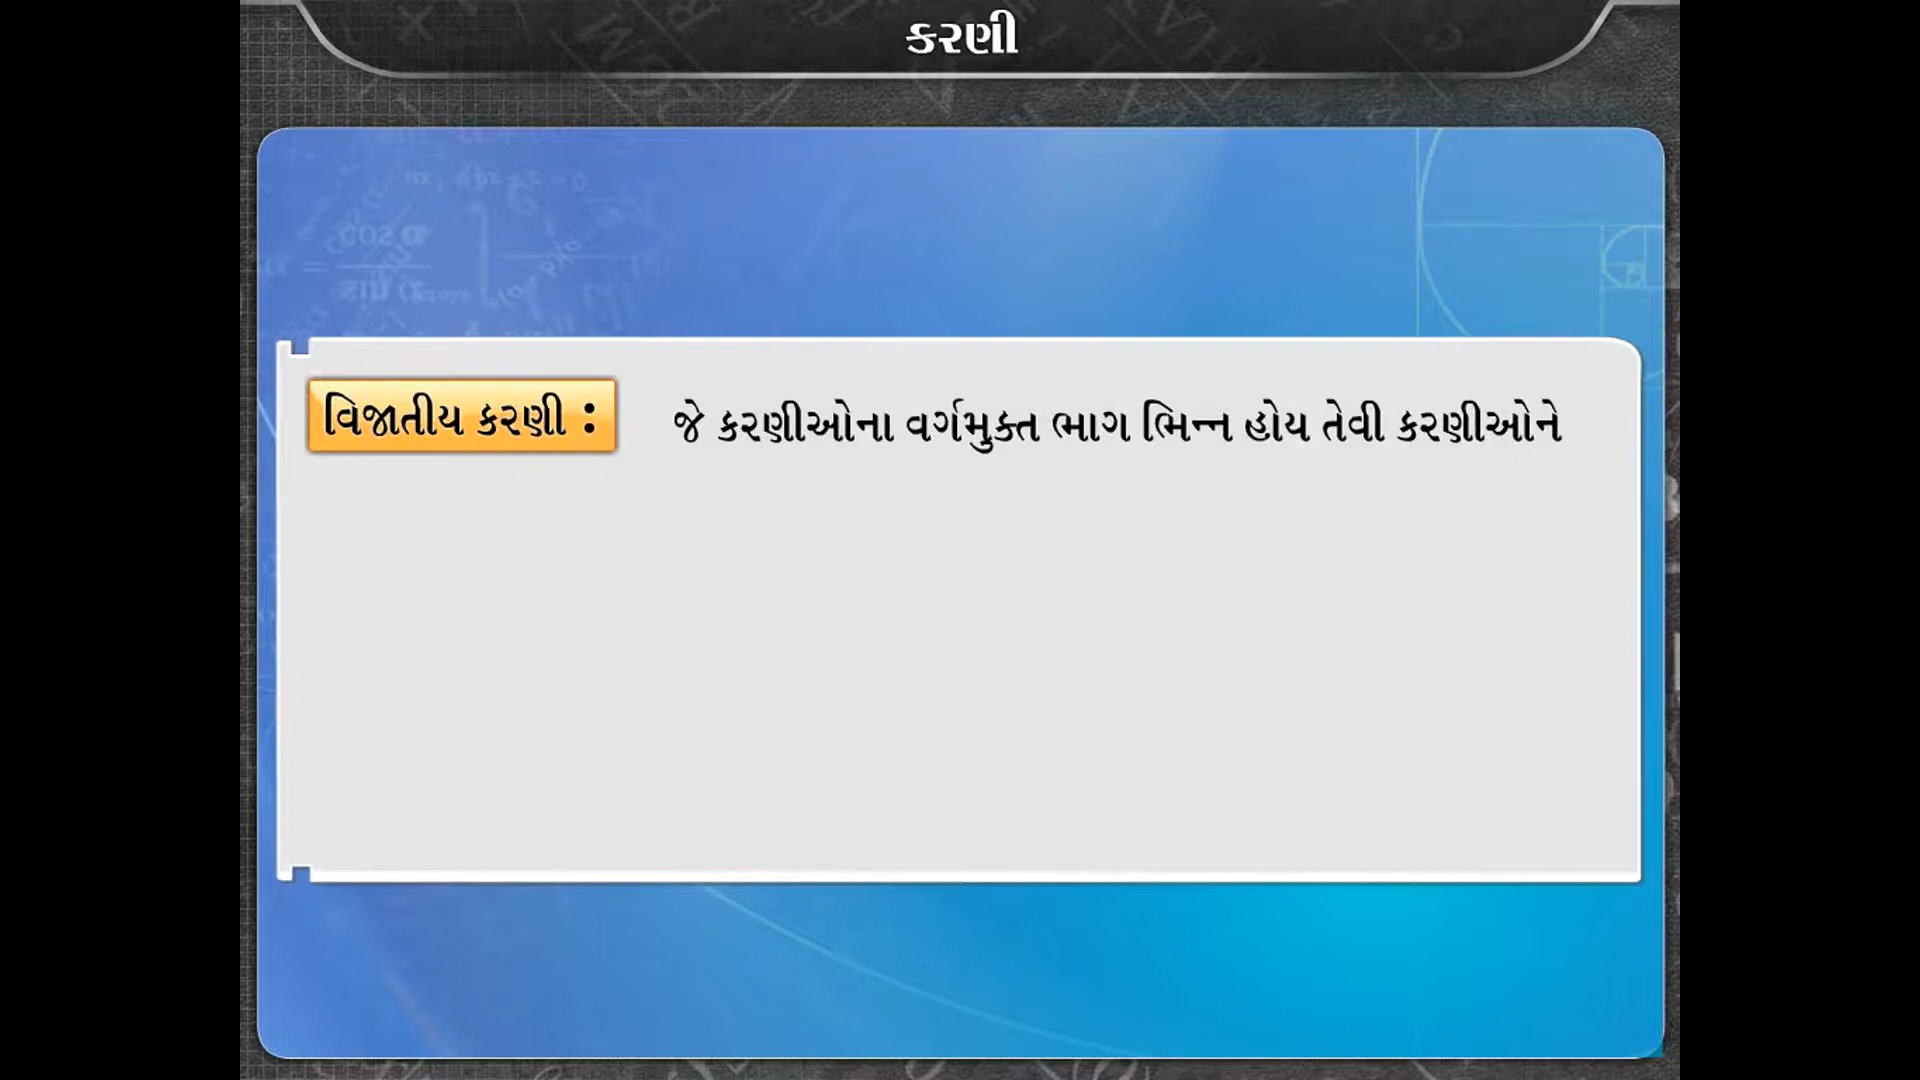 કરણી
વિજાતીય કરણી : જે કરણીઓના વર્ગમુક્ત ભાગ ભિન્ન હોય તેવી કરણીઓને